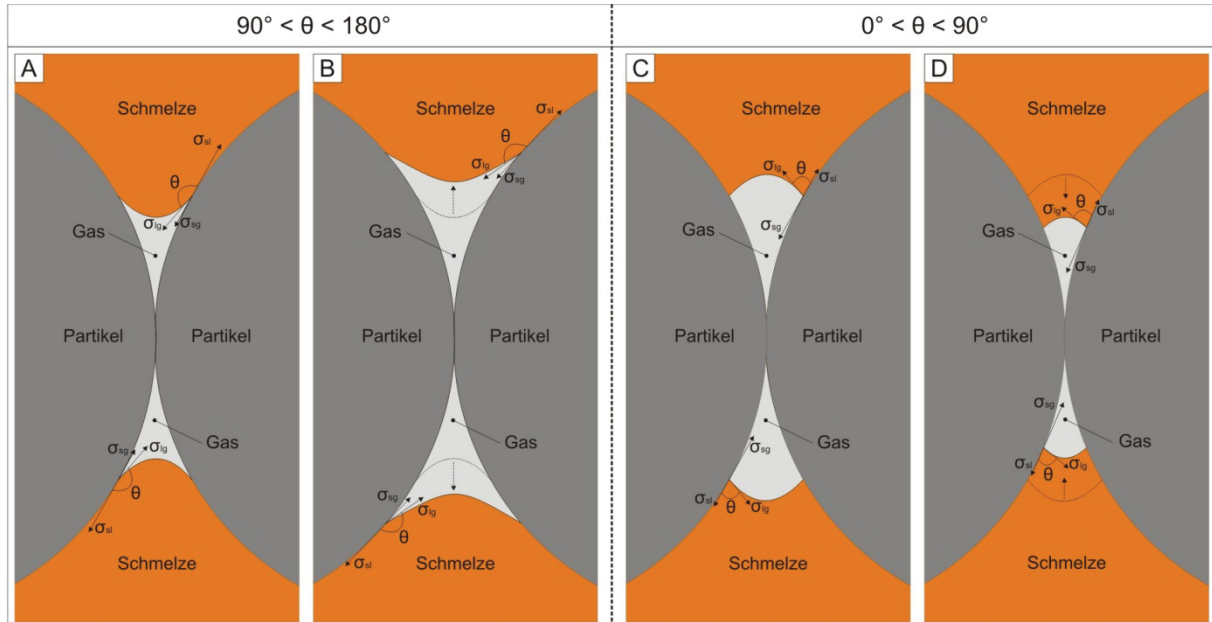 90° < θ < 180°
0° < θ < 90°
A
Schmelze
σsl
θ
σlg
σsg
Gas
Partikel
Partikel
Gas
σsg
σlg
θ
σsl
Schmelze
B
Schmelze
σsl
θ
σlg
σsg
Gas
Partikel
Partikel
Gas
σsg
σlg
θ
σsl
Schmelze
C
Schmelze
σlg
θ
σsl
σsg
Gas
Partikel
Partikel
Gas
σsg
σsl
θ
σlg
Schmelze
D
Schmelze
σlg
θ
σsl
Gas
σsg
Partikel
Partikel
σsg
Gas
σsl
θ
σlg
Schmelze